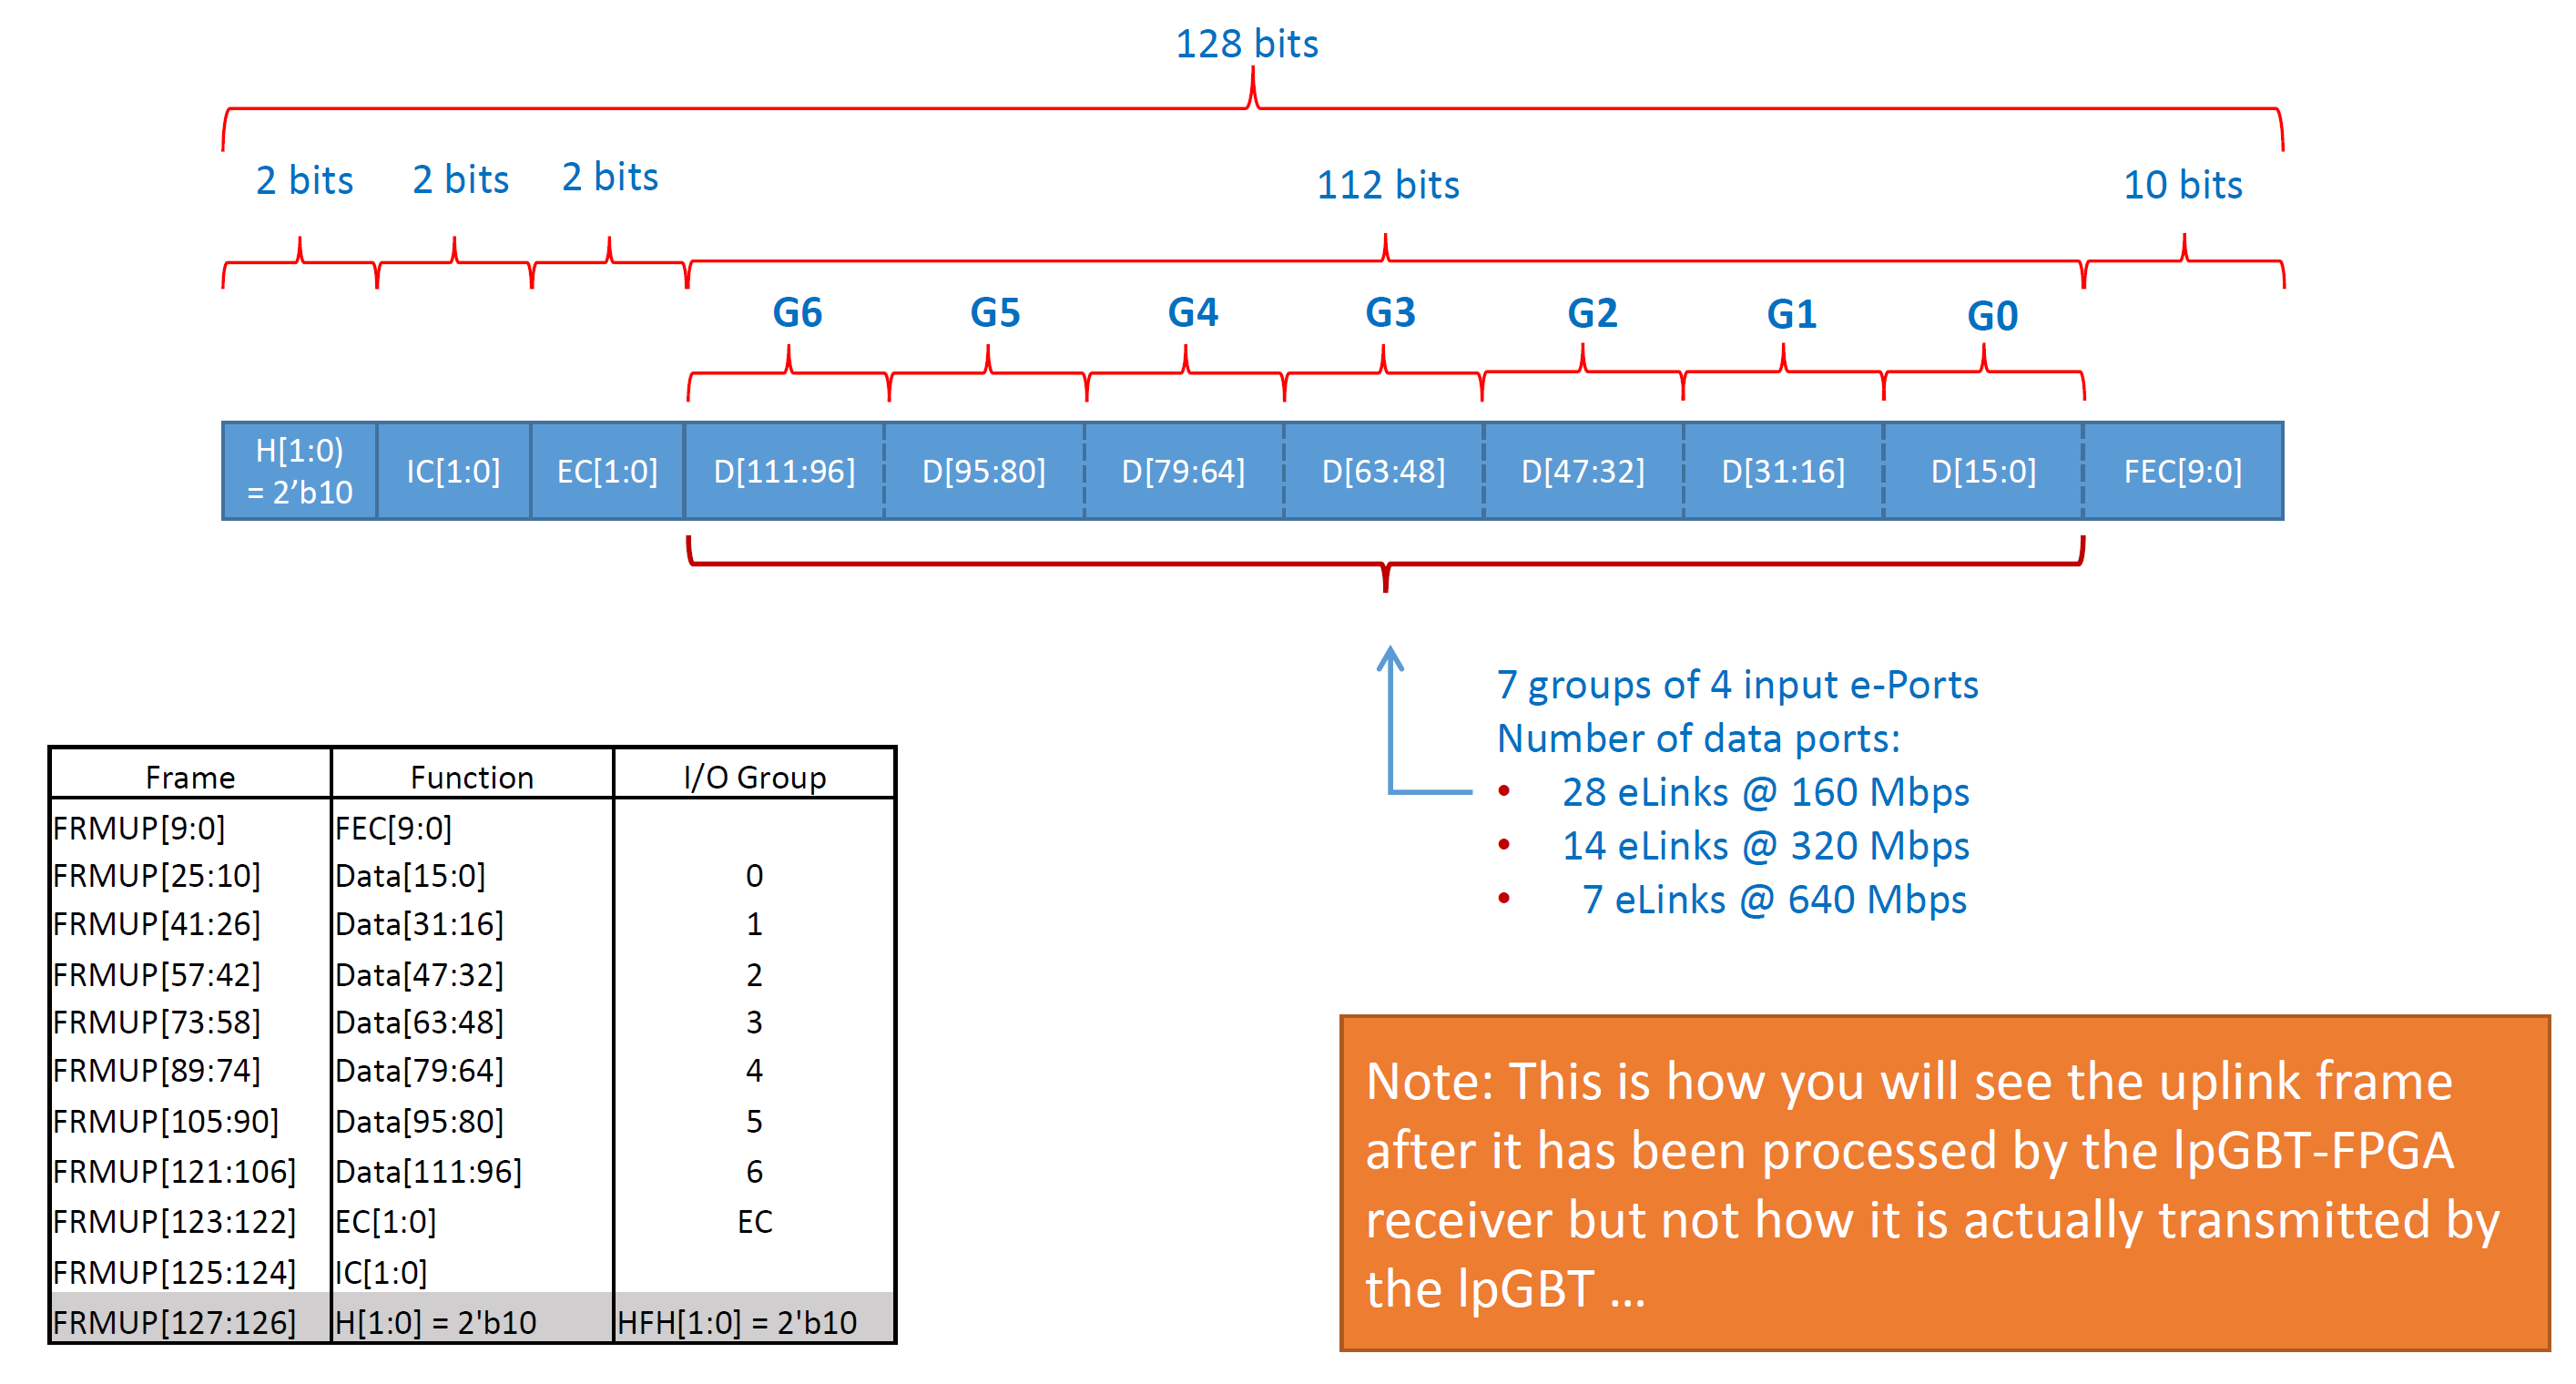 128 bits
2 bits 2 bits 2 bits 112 bits 10 bits
G6 G5 G4 G3 G2 G1 G0
H[1:0)
= 2’b10
IC[1:0] EC[1:0] D[111:96] D[95:80] D[79:64] D[63:48] D[47:32] D[31:16] D[15:0] FEC[9:0]
7 groups of 4 input e-Ports
Number of data ports:
• 28 eLinks @ 160 Mbps
• 14 eLinks @ 320 Mbps
• 7 eLinks @ 640 Mbps
Frame Function I/O Group
FRMUP[9:0] FEC[9:0]
FRMUP[25:10] Data[15:0] 0
FRMUP[41:26] Data[31:16] 1
FRMUP[57:42] Data[47:32] 2
FRMUP[73:58] Data[63:48] 3
FRMUP[89:74] Data[79:64] 4
FRMUP[105:90] Data[95:80] 5
FRMUP[121:106] Data[111:96] 6
FRMUP[123:122] EC[1:0] EC
FRMUP[125:124] IC[1:0]
FRMUP[127:126] H[1:0] = 2'b10 HFH[1:0] = 2'b10
Note: This is how you will see the uplink frame
after it has been processed by the lpGBT-FPGA
receiver but not how it is actually transmitted by
the lpGBT ...